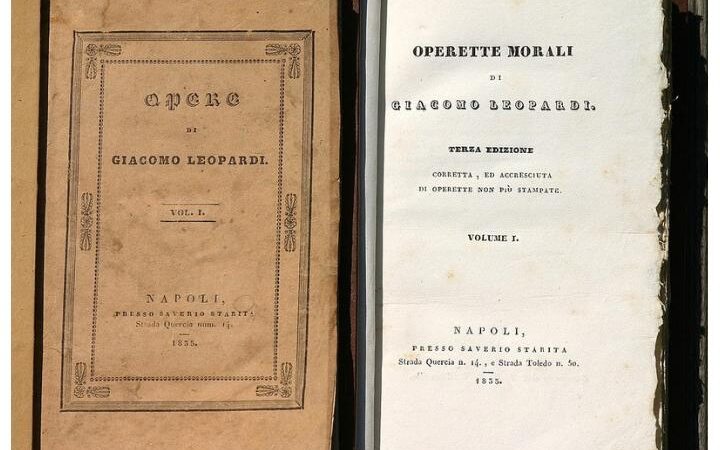 OPERE
DI
GIACOMO LEOPARDI.
VOL. I.
NAPOLI,
PRESSO SAVERIO STARITA
Strada Quercia num. 14.
1835.
OPERETTE MORALI
DI
GIACOMO LEOPARDI.
TERZA EDIZIONE
CORRETTA, ED ACCRESCIUTA
DI OPERETTE NON PIÙ STAMPATE.
VOLUME I.
NAPOLI,
PRESSO SAVERIO STARITA
Strada Quercia n. 14., e Strada Toledo n. 50.
1835.